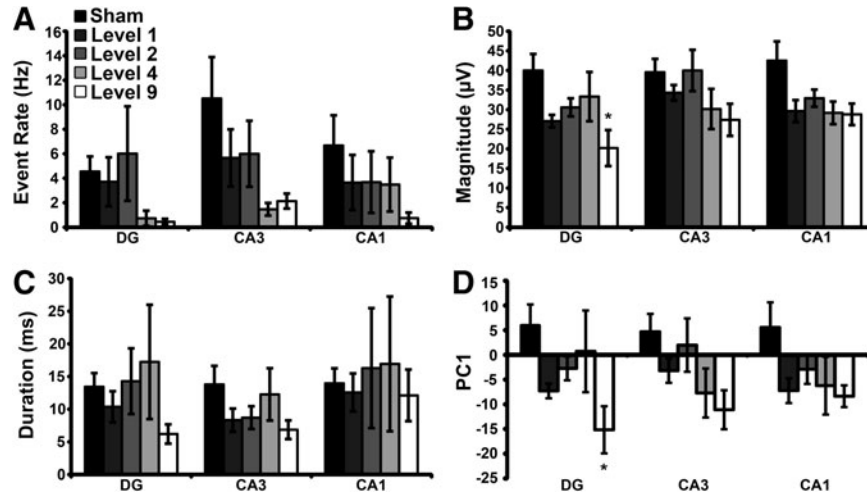 A
Event Rate (Hz)
16
14
12
10
8
6
4
2
0
Sham
Level 1
Level 2
Level 4
Level 9
DG CA3 CA1
B
Magnitude (µV)
50
45
40
35
30
25
20
15
10
5
0
*
DG CA3 CA1
C
Duration (ms)
30
25
20
15
10
5
0
DG CA3 CA1
D
PC1
15
10
5
0
-5
-10
-15
-20
-25
*
DG CA3 CA1